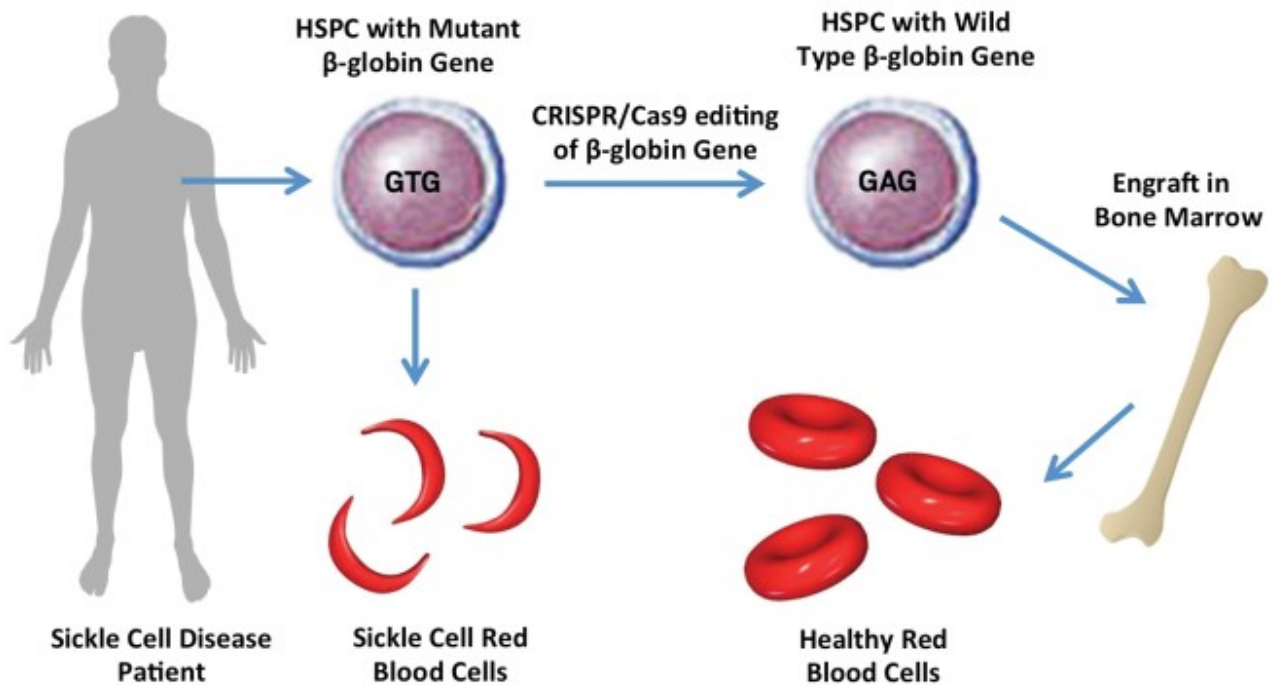 HSPC with Mutant
β-globin Gene
HSPC with Wild
Type β-globin Gene
CRISPR/Cas9 editing
of β-globin Gene
GTG
GAG
Engraft in
Bone Marrow
Sickle Cell Disease
Patient
Sickle Cell Red
Blood Cells
Healthy Red
Blood Cells